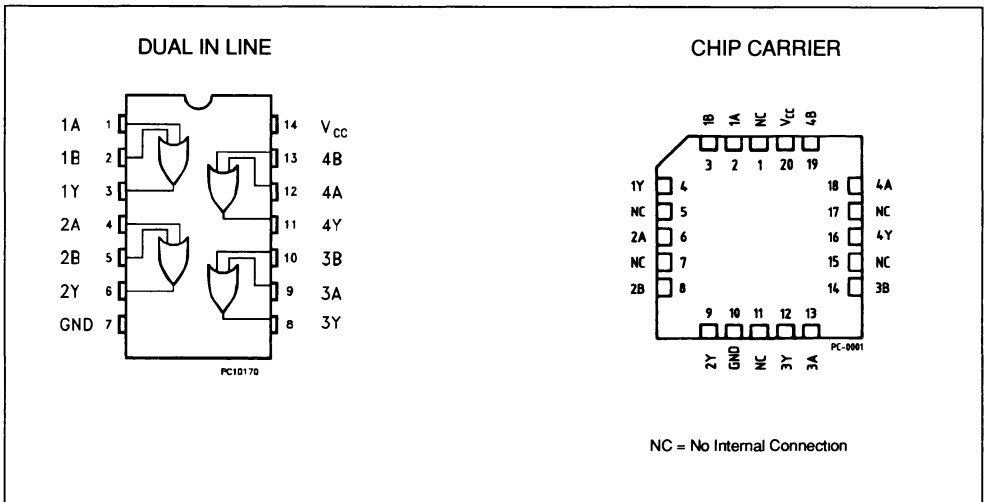 DUAL IN LINE
1A 1
1B 2
1Y 3
2A 4
2B 5
2Y 6
GND 7
14 VCC
13 4B
12 4A
11 4Y
10 3B
9 3A
8 3Y
PC10170
CHIP CARRIER
1B 1A NC VCC 4B
3 2 1 20 19
1Y 4
NC 5
2A 6
NC 7
2B 8
18 4A
17 NC
16 4Y
15 NC
14 3B
9 10 11 12 13
2Y GND NC 3Y 3A
PC-0001
NC = No Internal Connection